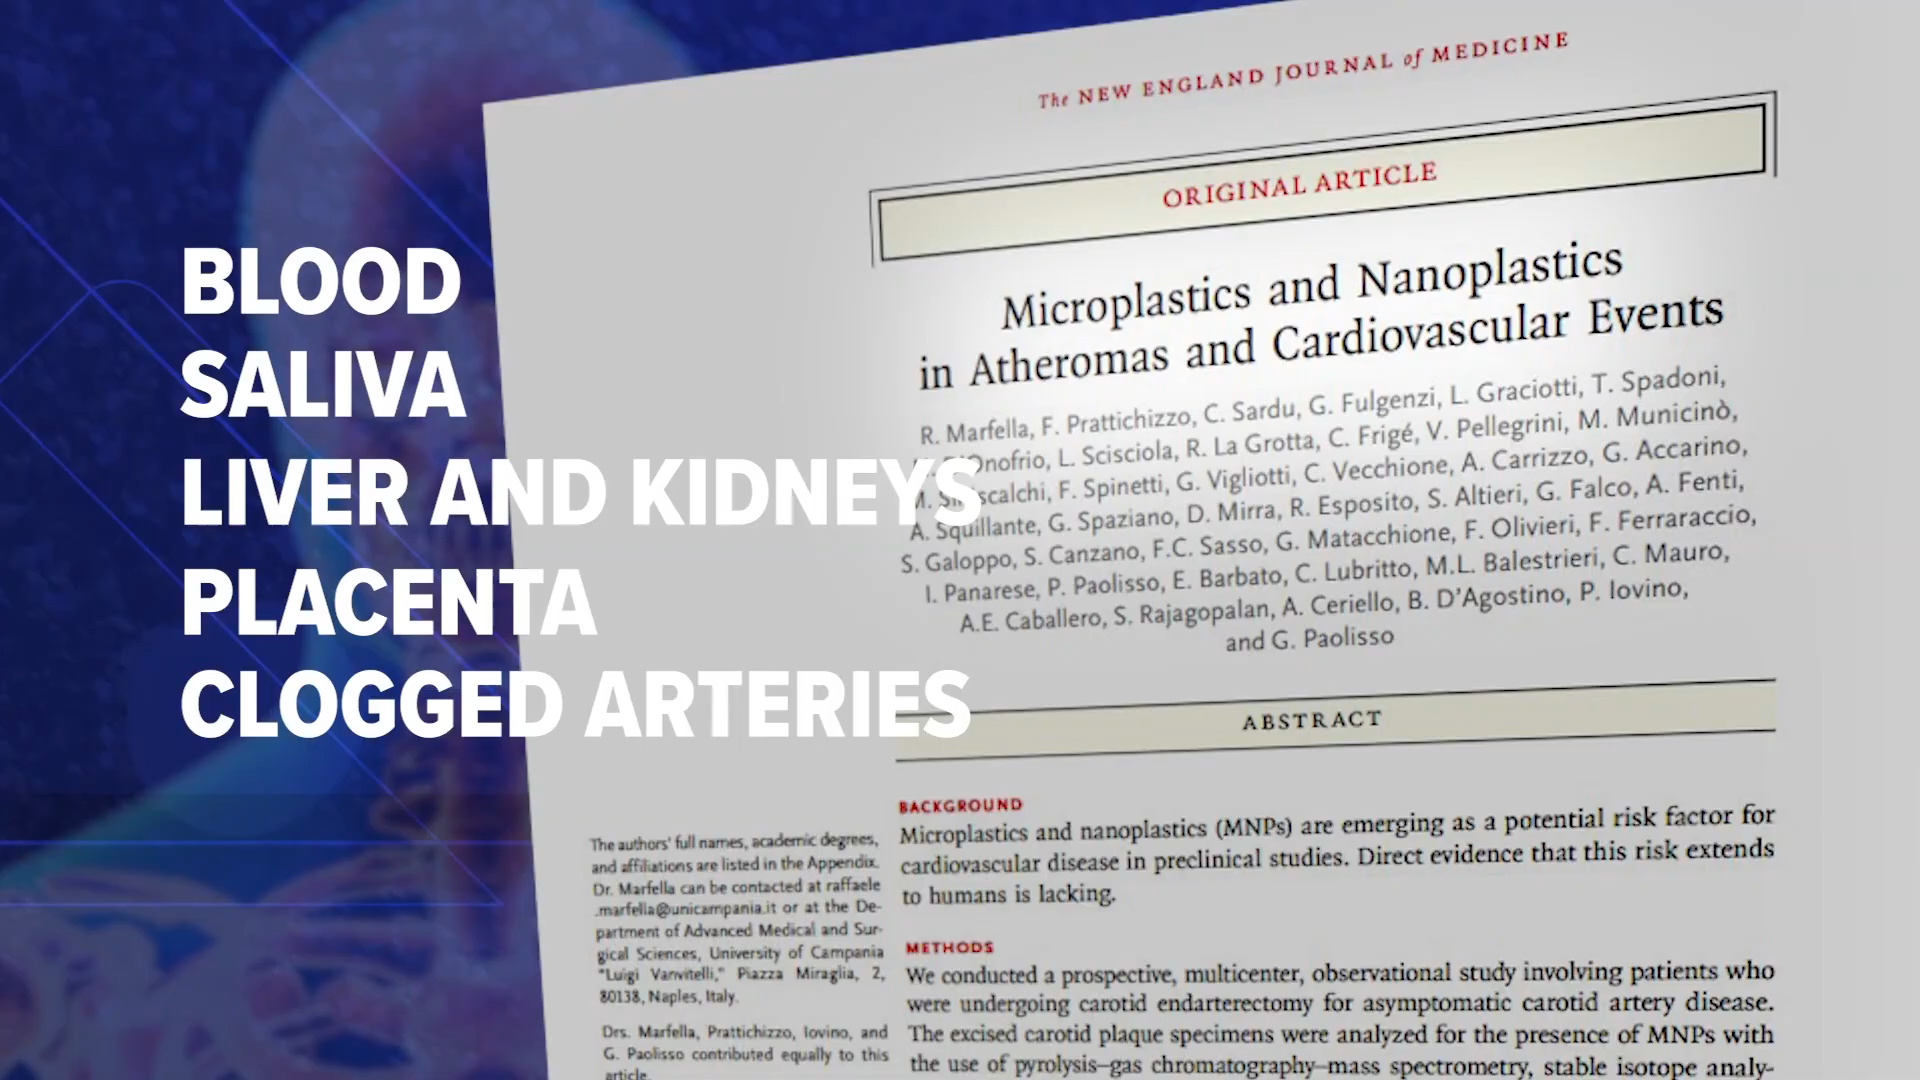 BLOOD
SALIVA
LIVER AND KIDNEYS
PLACENTA
CLOGGED ARTERIES
The NEW ENGLAND JOURNAL of MEDICINE
ORIGINAL ARTICLE
Microplastics and Nanoplastics
in Atheromas and Cardiovascular Events
R. Marfella, F. Prattichizzo, C. Sardu, G. Fulgenzi, L. Graciotti, T. Spadoni,
L. Scisciola, R. La Grotta, C. Frigé, V. Pellegrini, M. Municinò,
F. Spinetti, G. Vigliotti, C. Vecchione, A. Carrizzo, G. Accarino,
A. Squillante, G. Spaziano, D. Mirra, R. Esposito, S. Altieri, G. Falco, A. Fenti,
S. Galoppo, S. Canzano, F.C. Sasso, G. Matacchione, F. Olivieri, F. Ferraraccio,
I. Panarese, P. Paolisso, E. Barbato, C. Lubritto, M.L. Balestrieri, C. Mauro,
A.E. Caballero, S. Rajagopalan, A. Ceriello, B. D'Agostino, P. Iovino,
and G. Paolisso
ABSTRACT
The authors' full names, academic degrees,
and affiliations are listed in the Appendix.
Dr. Marfella can be contacted at raffaele
.marfella@unicampania.it or at the De-
partment of Advanced Medical and Sur-
gical Sciences, University of Campania
"Luigi Vanvitelli," Piazza Miraglia, 2,
80138, Naples, Italy.
Drs. Marfella, Prattichizzo, Iovino, and
G. Paolisso contributed equally to this
article.
BACKGROUND
Microplastics and nanoplastics (MNPs) are emerging as a potential risk factor for
cardiovascular disease in preclinical studies. Direct evidence that this risk extends
to humans is lacking.
METHODS
We conducted a prospective, multicenter, observational study involving patients who
were undergoing carotid endarterectomy for asymptomatic carotid artery disease.
The excised carotid plaque specimens were analyzed for the presence of MNPs with
the use of pyrolysis–gas chromatography–mass spectrometry, stable isotope analy-